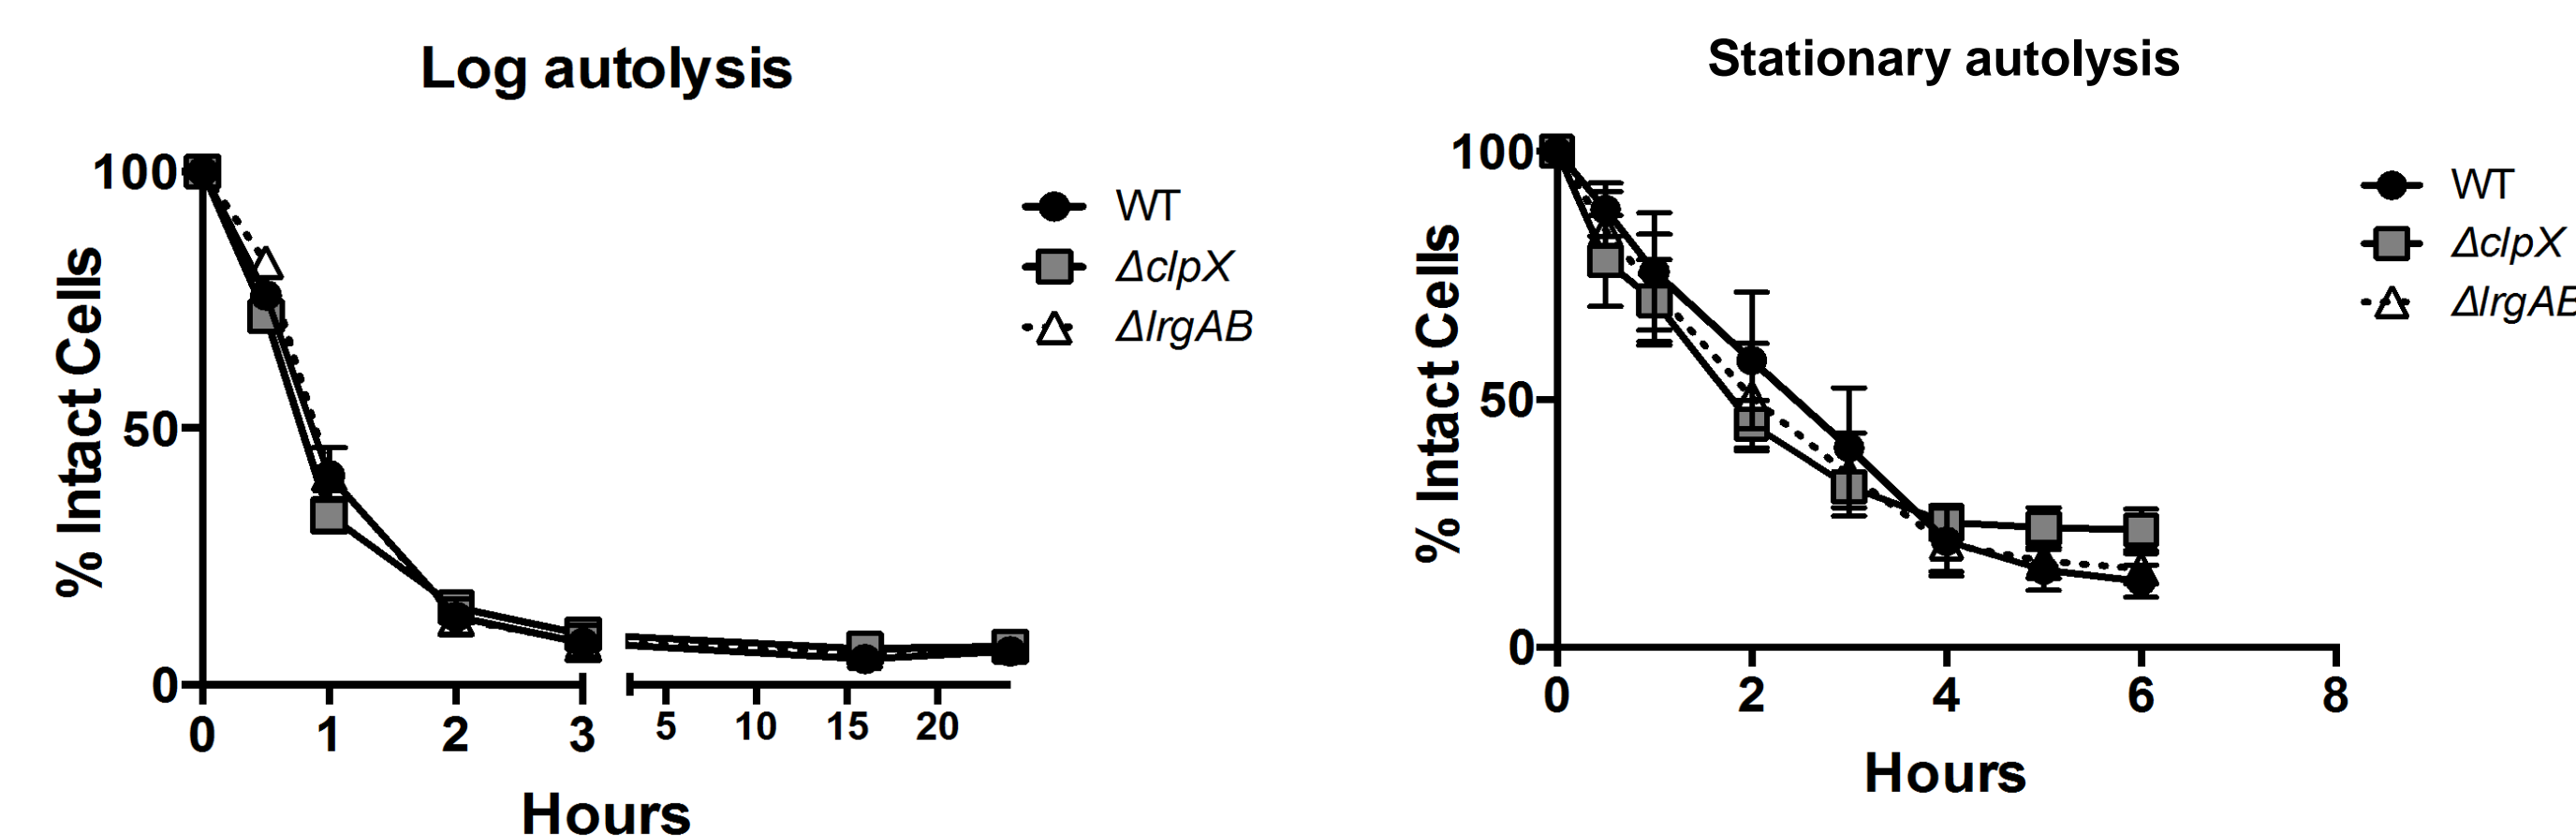 Log autolysis
100
50
0
% Intact Cells
0 1 2 3 5 10 15 20
Hours
WT
ΔclpX
ΔlrgAB
Stationary autolysis
100
50
0
% Intact Cells
0 2 4 6 8
Hours
WT
ΔclpX
ΔlrgAB